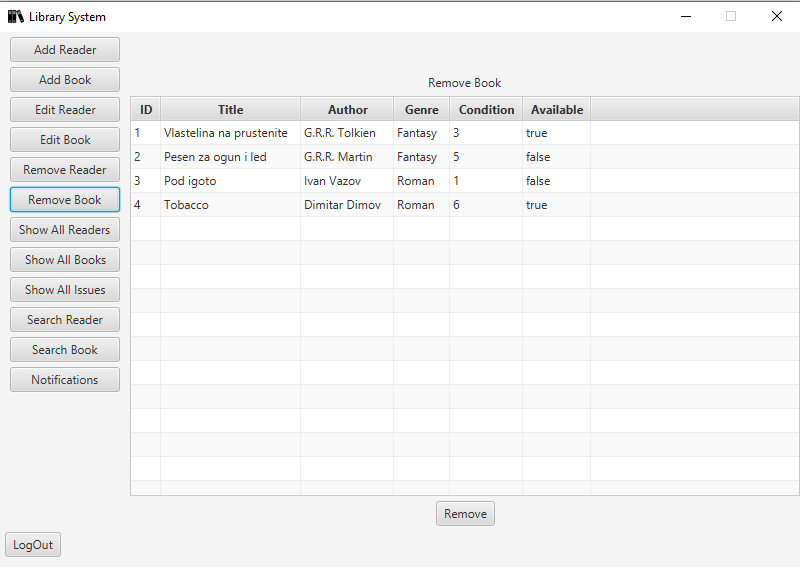 Library System
Add Reader
Add Book
Edit Reader
Edit Book
Remove Reader
Remove Book
Show All Readers
Show All Books
Show All Issues
Search Reader
Search Book
Notifications
LogOut
Remove Book
ID Title Author Genre Condition Available
1 Vlastelina na prustenite G.R.R. Tolkien Fantasy 3 true
2 Pesen za ogun i led G.R.R. Martin Fantasy 5 false
3 Pod igoto Ivan Vazov Roman 1 false
4 Tobacco Dimitar Dimov Roman 6 true
Remove